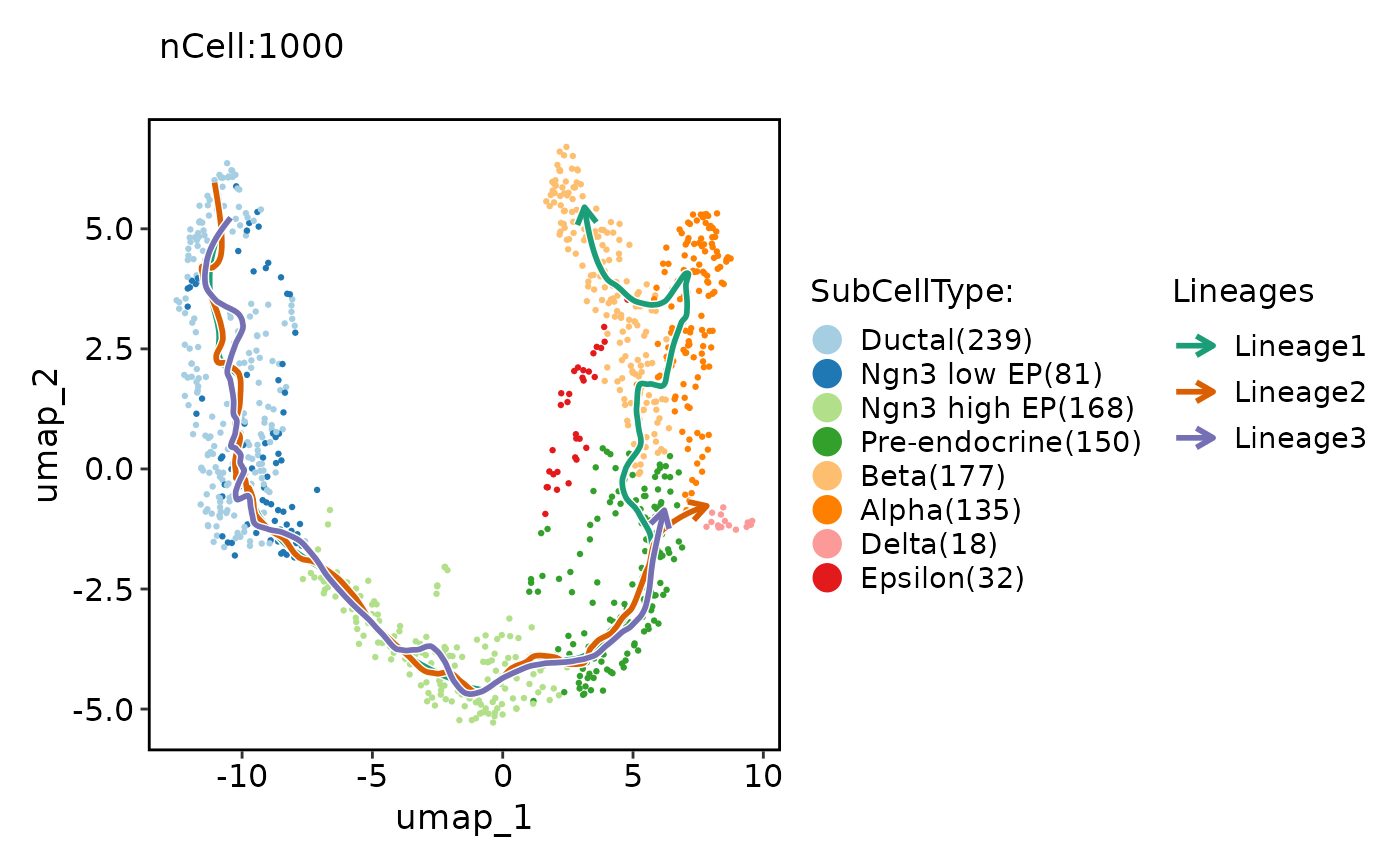 nCell:1000
5.0
2.5
0.0
-2.5
-5.0
umap_2
-10
-5
0
5
10
umap_1
SubCellType:
Ductal(239)
Ngn3 low EP(81)
Ngn3 high EP(168)
Pre-endocrine(150)
Beta(177)
Alpha(135)
Delta(18)
Epsilon(32)
Lineages
Lineage1
Lineage2
Lineage3